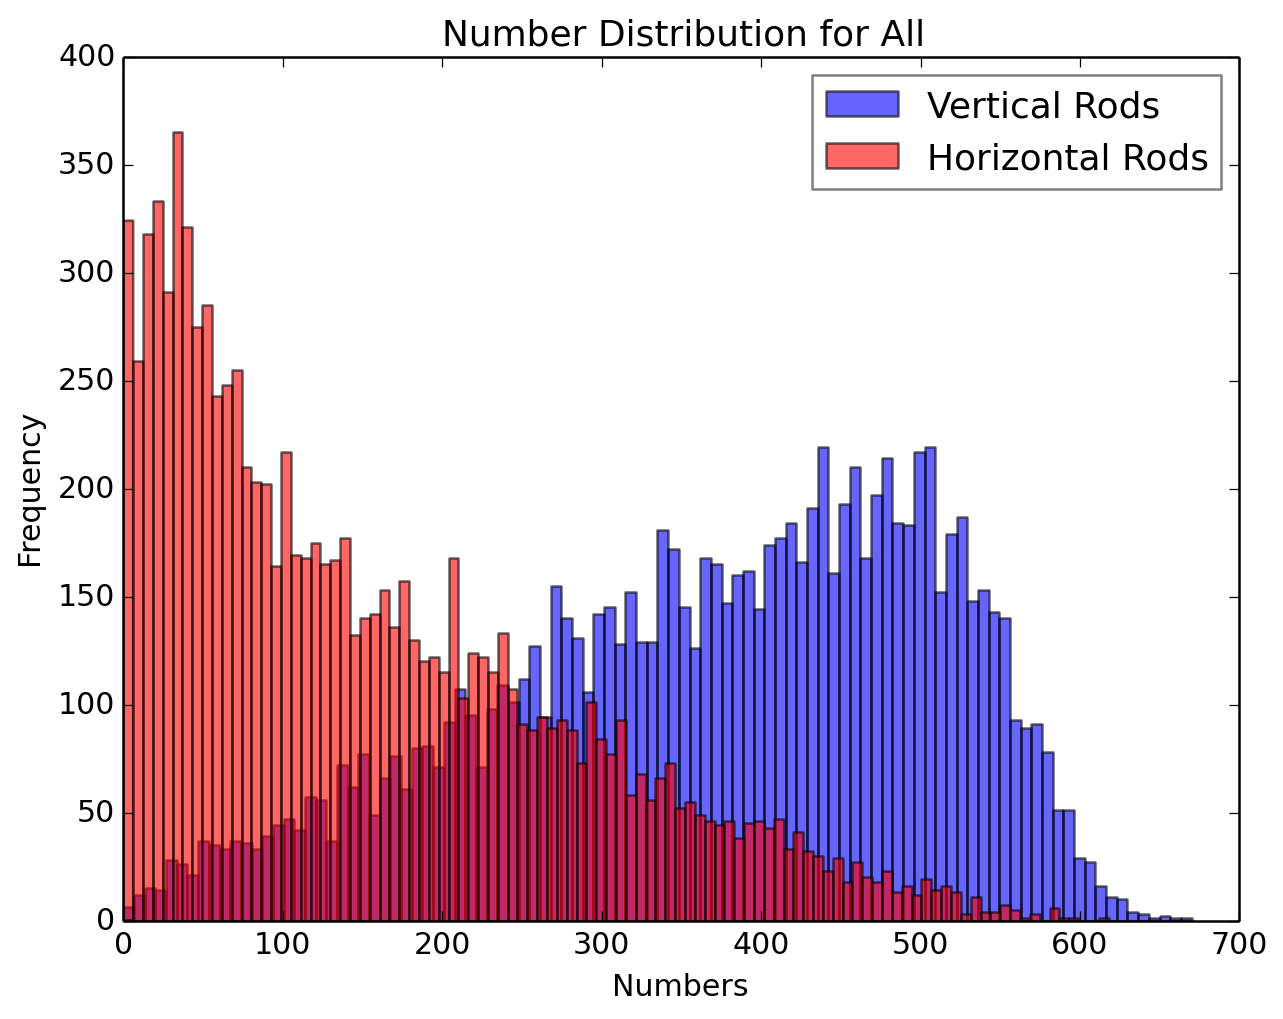 Number Distribution for All
400
350
300
250
200
150
100
50
0
Frequency
Vertical Rods
Horizontal Rods
0 100 200 300 400 500 600 700
Numbers